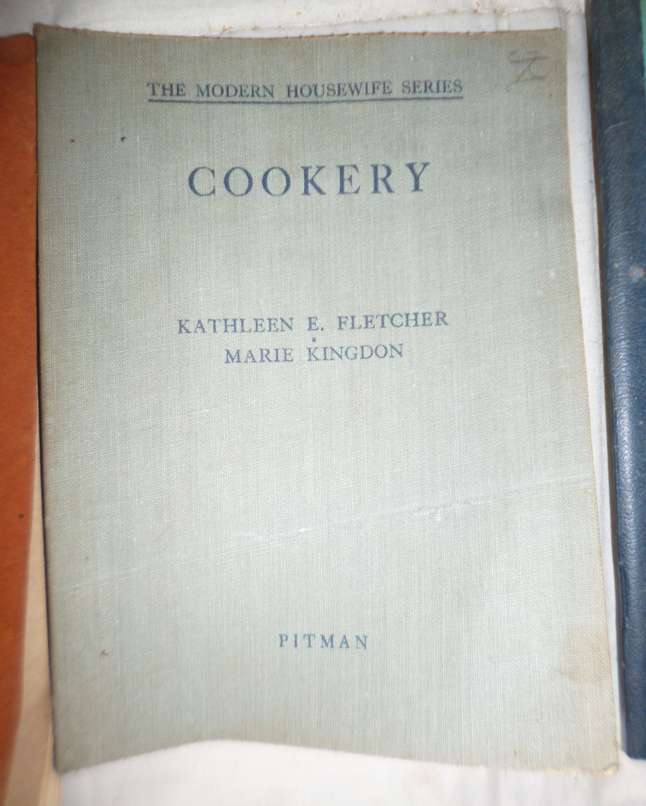 THE MODERN HOUSEWIFE SERIES
COOKERY
KATHLEEN E. FLETCHER
MARIE KINGDON
PITMAN